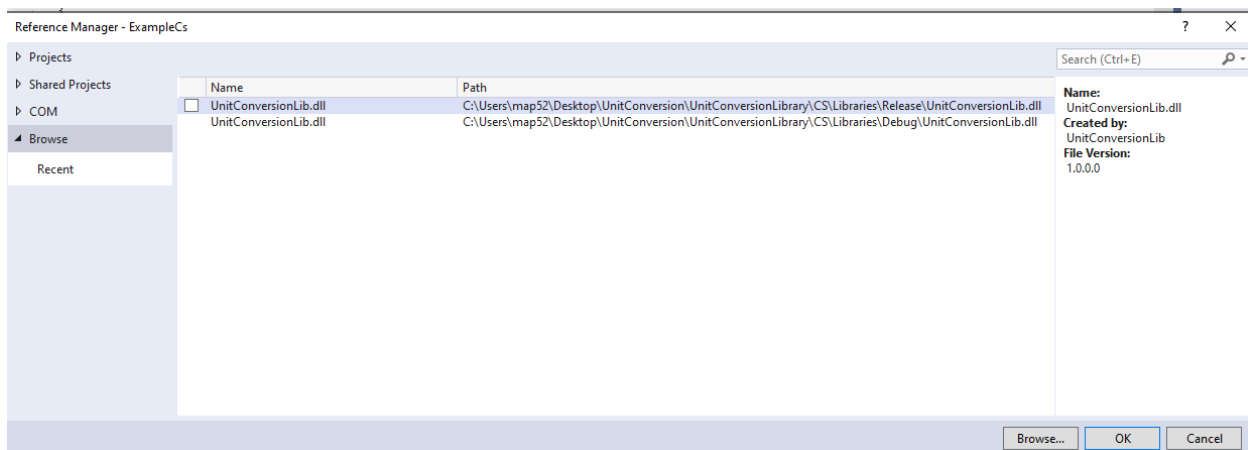 Reference Manager - ExampleCs
? ×
Projects
Shared Projects
COM
Browse
Recent
Name Path
UnitConversionLib.dll C:\Users\map52\Desktop\UnitConversion\UnitConversionLibrary\CS\Libraries\Release\UnitConversionLib.dll
UnitConversionLib.dll C:\Users\map52\Desktop\UnitConversion\UnitConversionLibrary\CS\Libraries\Debug\UnitConversionLib.dll
Search (Ctrl+E)
Name:
UnitConversionLib.dll
Created by:
UnitConversionLib
File Version:
1.0.0.0
Browse... OK Cancel